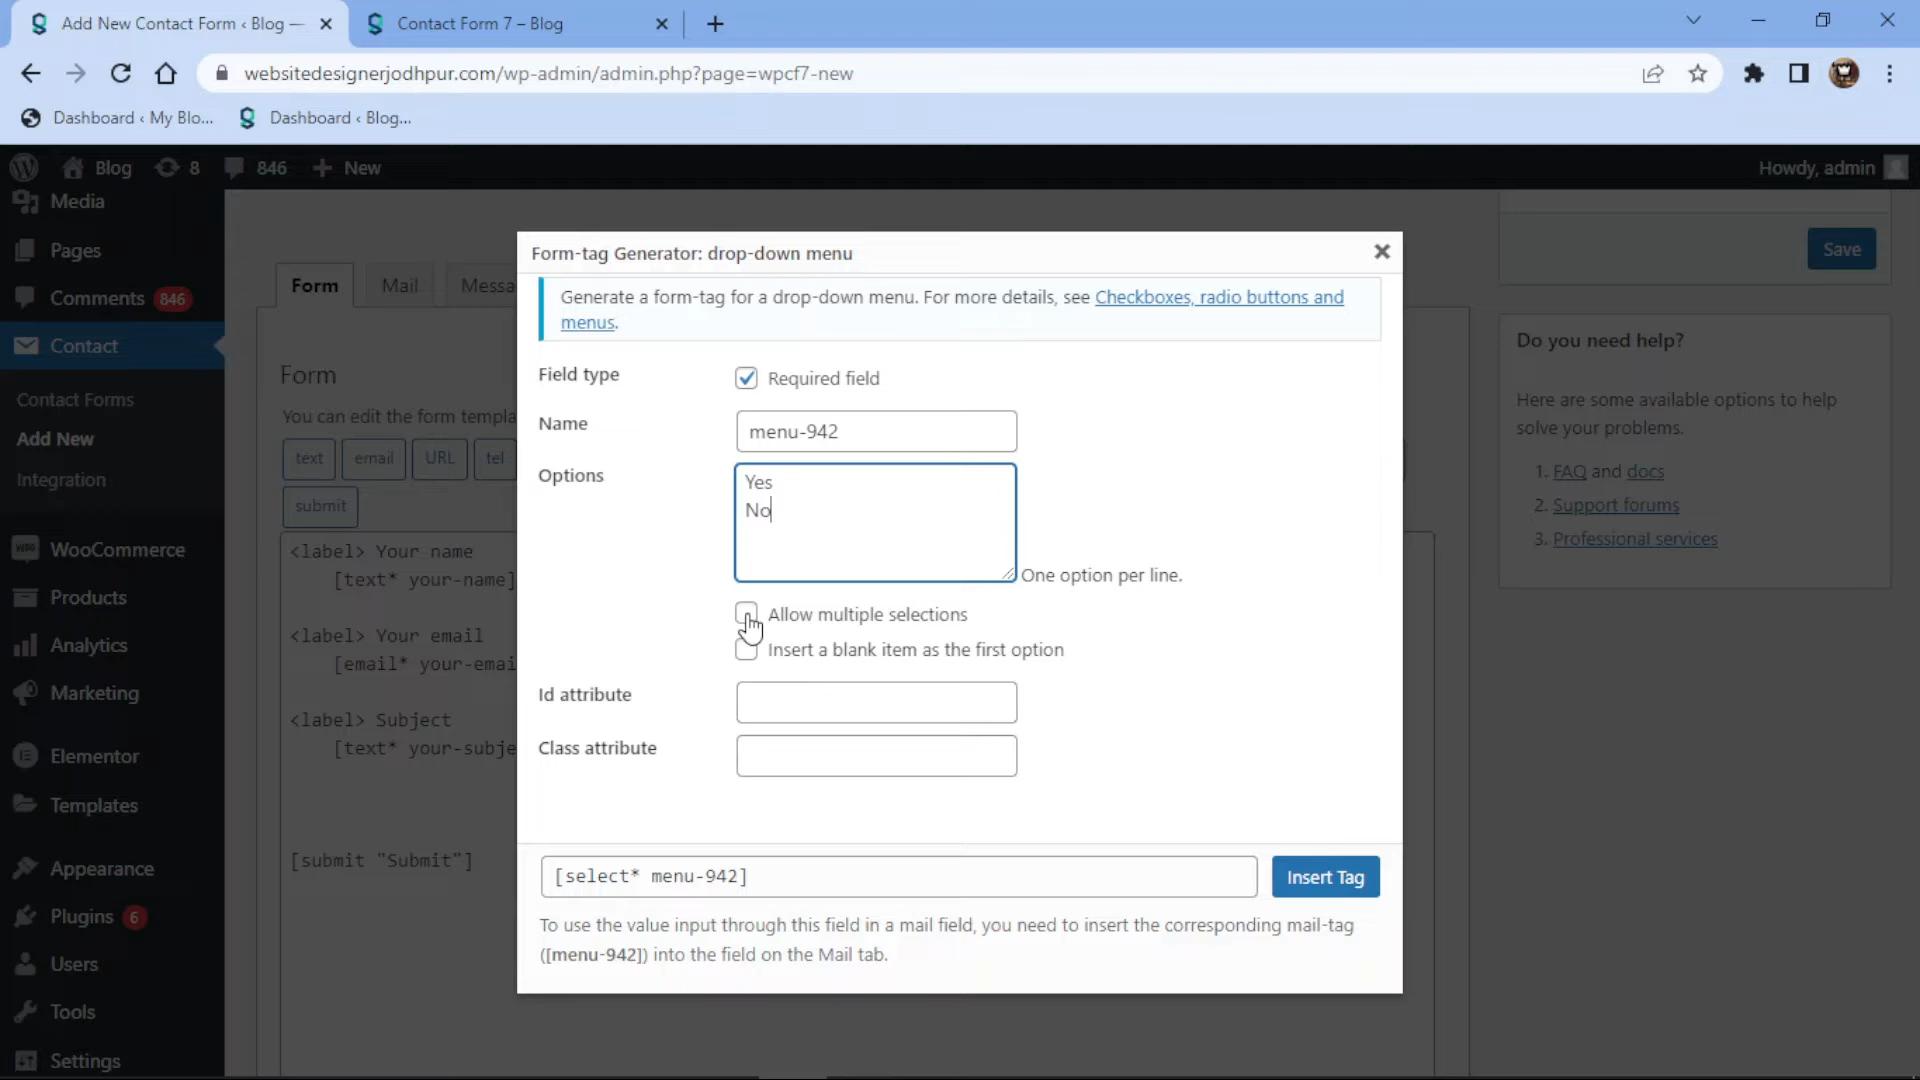 Add New Contact Form ‹ Blog —
Contact Form 7 – Blog
websitedesignerjodhpur.com/wp-admin/admin.php?page=wpcf7-new
Dashboard ‹ My Blo...
Dashboard ‹ Blog...
Blog
8
846
New
Howdy, admin
Media
Pages
Comments 846
Contact
Contact Forms
Add New
Integration
WooCommerce
Products
Analytics
Marketing
Elementor
Templates
Appearance
Plugins 6
Users
Tools
Settings
Form
Mail
Messa
Form
You can edit the form templa
text
email
URL
tel
submit
<label> Your name
[text* your-name]
<label> Your email
[email* your-emai
<label> Subject
[text* your-subje
[submit "Submit"]
Form-tag Generator: drop-down menu
Generate a form-tag for a drop-down menu. For more details, see Checkboxes, radio buttons and
menus.
Field type
Required field
Name
menu-942
Options
Yes
No
One option per line.
Allow multiple selections
Insert a blank item as the first option
Id attribute
Class attribute
[select* menu-942]
Insert Tag
To use the value input through this field in a mail field, you need to insert the corresponding mail-tag
([menu-942]) into the field on the Mail tab.
Save
Do you need help?
Here are some available options to help
solve your problems.
1. FAQ and docs
2. Support forums
3. Professional services